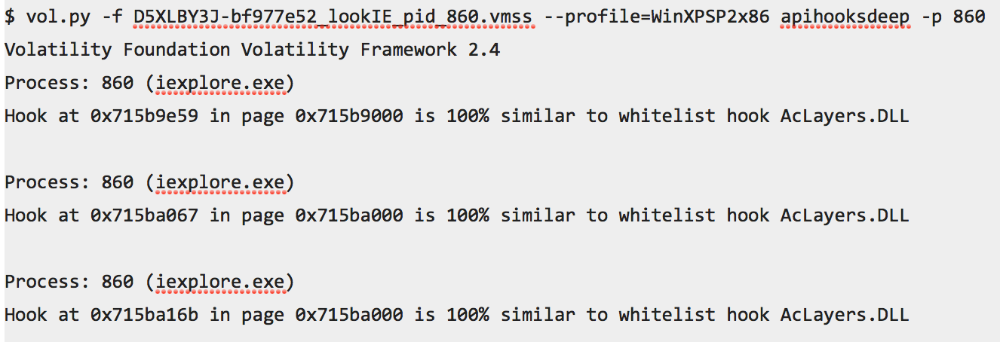 $ vol.py -f D5XLBY3J-bf977e52_lookIE_pid_860.vmss --profile=WinXPSP2x86 apihooksdeep -p 860
Volatility Foundation Volatility Framework 2.4
Process: 860 (iexplore.exe)
Hook at 0x715b9e59 in page 0x715b9000 is 100% similar to whitelist hook AcLayers.DLL
Process: 860 (iexplore.exe)
Hook at 0x715ba067 in page 0x715ba000 is 100% similar to whitelist hook AcLayers.DLL
Process: 860 (iexplore.exe)
Hook at 0x715ba16b in page 0x715ba000 is 100% similar to whitelist hook AcLayers.DLL